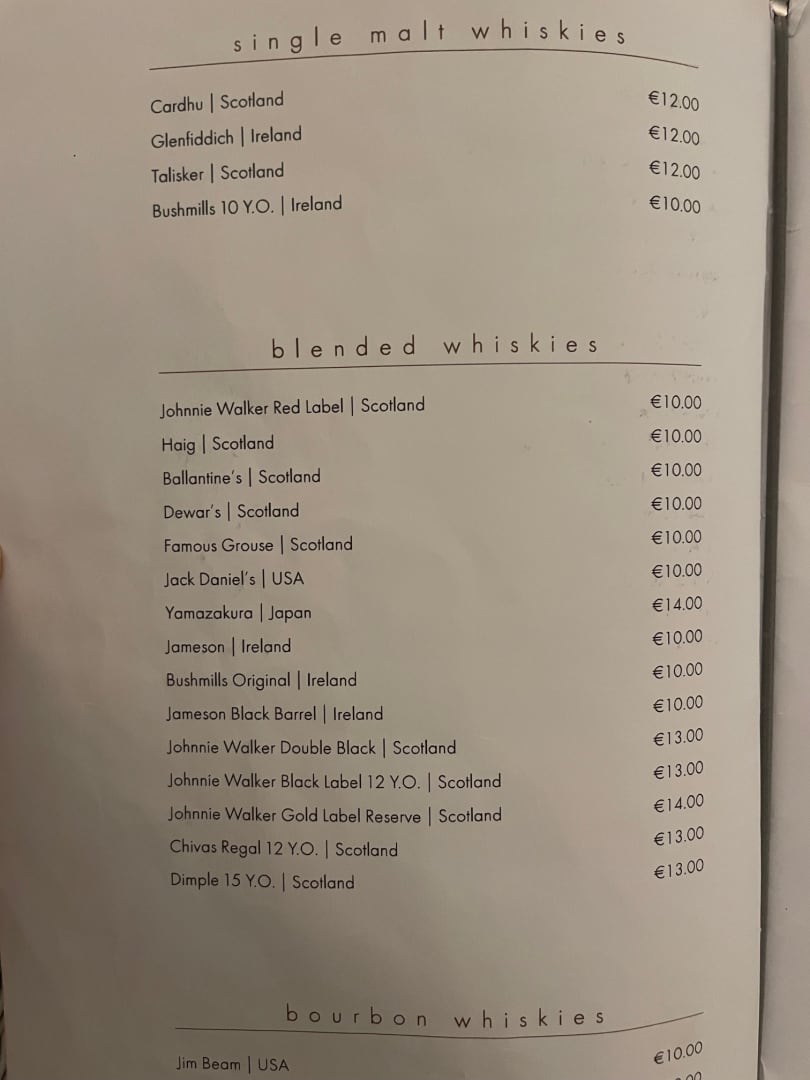 single malt whiskies
Cardhu | Scotland €12.00
Glenfiddich | Ireland €12.00
Talisker | Scotland €12.00
Bushmills 10 Y.O. | Ireland €10.00
blended whiskies
Johnnie Walker Red Label | Scotland €10.00
Haig | Scotland €10.00
Ballantine's | Scotland €10.00
Dewar's | Scotland €10.00
Famous Grouse | Scotland €10.00
Jack Daniel's | USA €10.00
Yamazakura | Japan €14.00
Jameson | Ireland €10.00
Bushmills Original | Ireland €10.00
Jameson Black Barrel | Ireland €10.00
Johnnie Walker Double Black | Scotland €13.00
Johnnie Walker Black Label 12 Y.O. | Scotland €13.00
Johnnie Walker Gold Label Reserve | Scotland €14.00
Chivas Regal 12 Y.O. | Scotland €13.00
Dimple 15 Y.O. | Scotland €13.00
bourbon whiskies
Jim Beam | USA €10.00